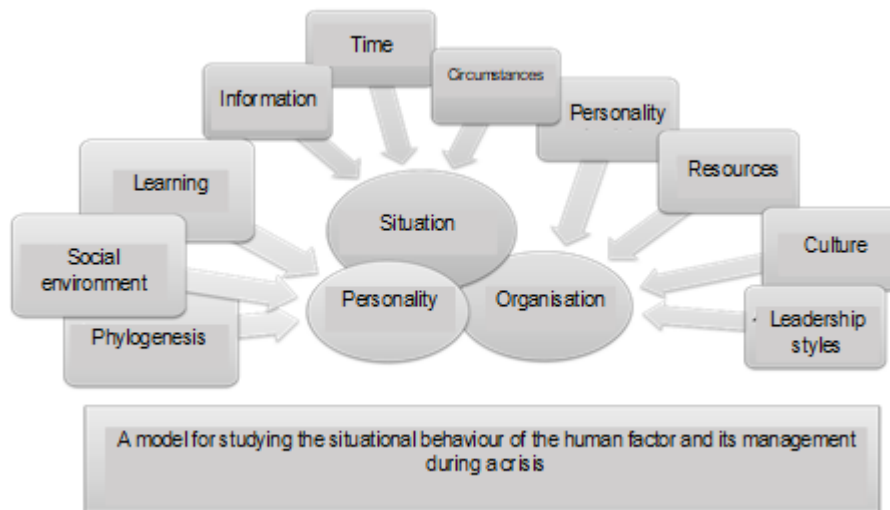 Time
Circumstances
Information
Personality
Resources
Learning
Situation
Social
environment
Culture
Personality
Organisation
Phylogenesis
Leadership
styles
A model for studying the situational behaviour of the human factor and its management
during a crisis